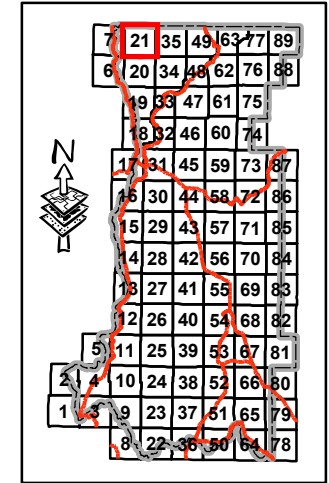 7 21 35 49 63 77 89
6 20 34 48 62 76 88
19 33 47 61 75
18 32 46 60 74
17 31 45 59 73 87
N
16 30 44 58 72 86
15 29 43 57 71 85
14 28 42 56 70 84
13 27 41 55 69 83
12 26 40 54 68 82
5 11 25 39 53 67 81
2 4 10 24 38 52 66 80
1 3 9 23 37 51 65 79
8 22 36 50 64 78